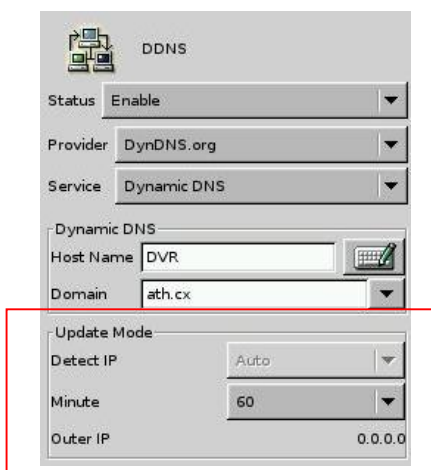 DDNS
Status Enable
Provider DynDNS.org
Service Dynamic DNS
Dynamic DNS
Host Name DVR
Domain ath.cx
Update Mode
Detect IP Auto
Minute 60
Outer IP 0.0.0.0